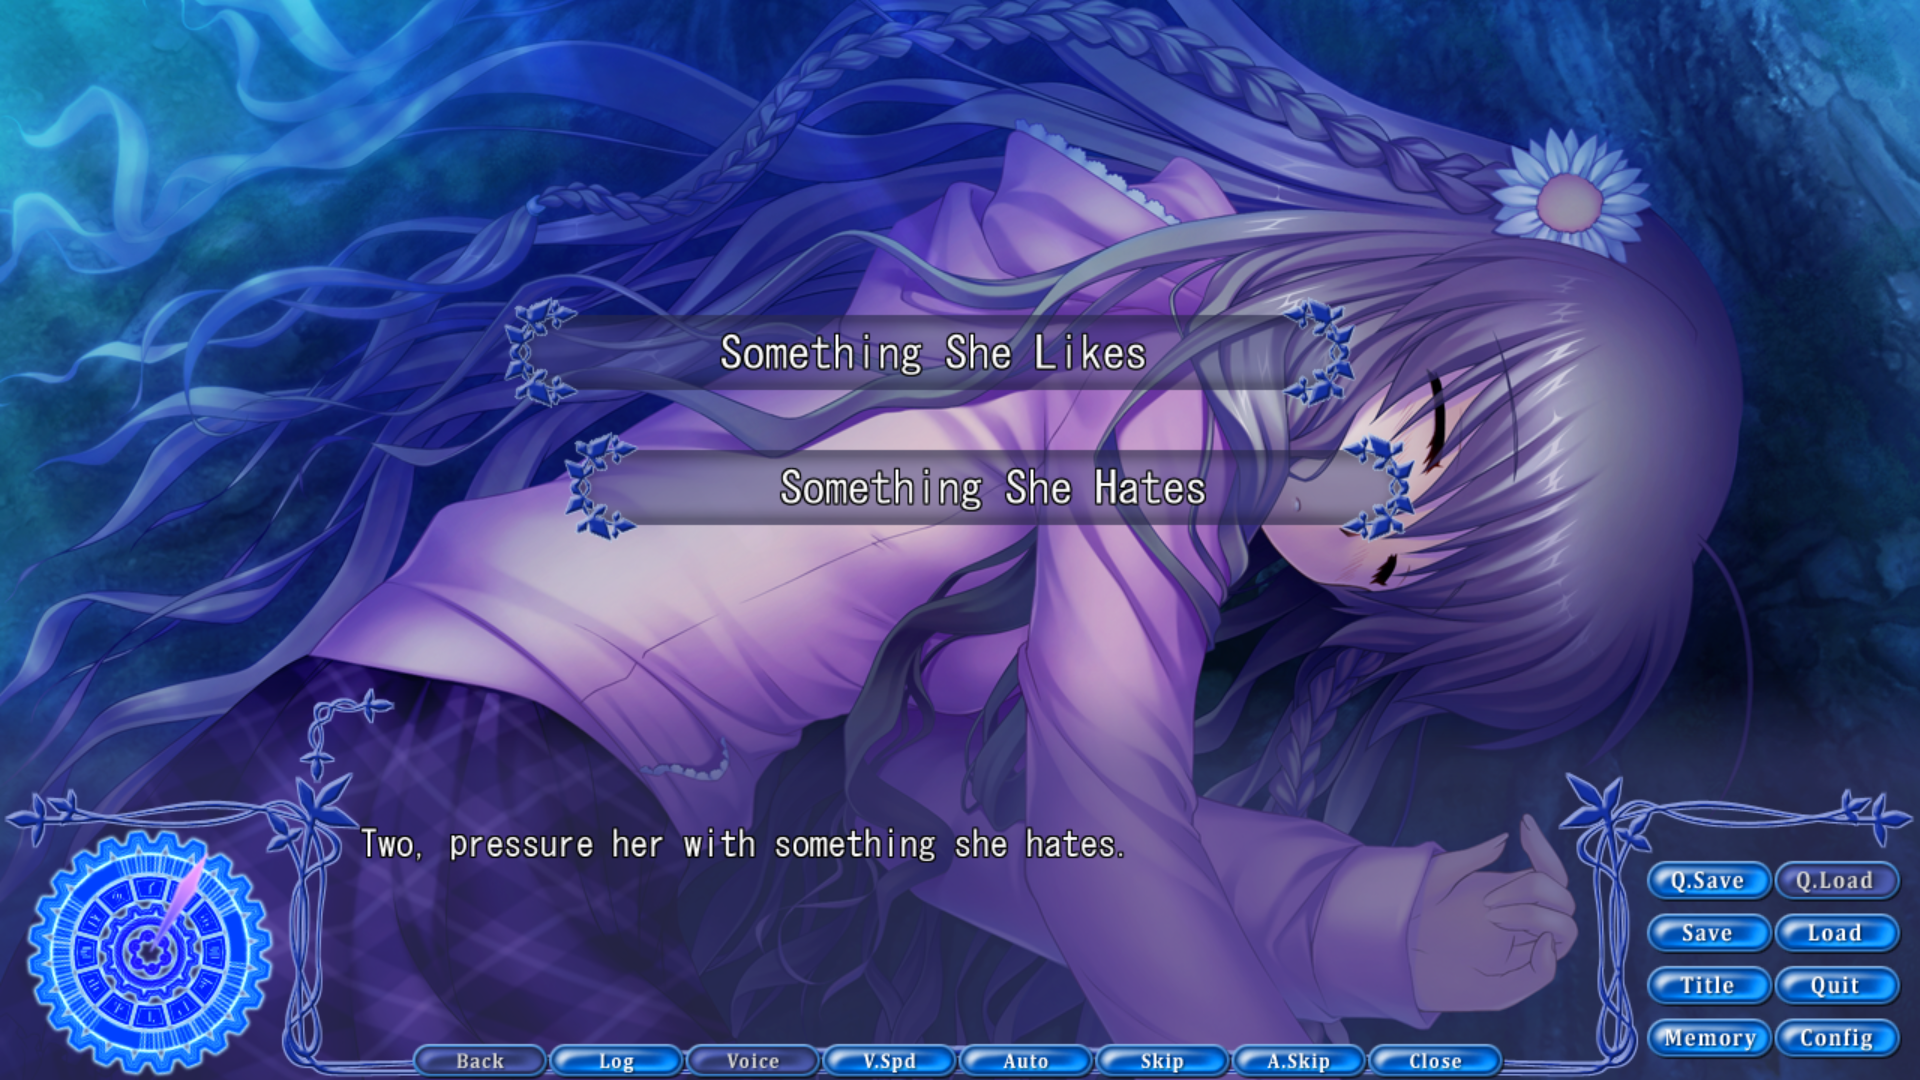 Something She Likes
Something She Hates
Two, pressure her with something she hates.
Q.Save Q.Load
Save Load
Title Quit
Memory Config
Back Log Voice V.Spd Auto Skip A.Skip Close